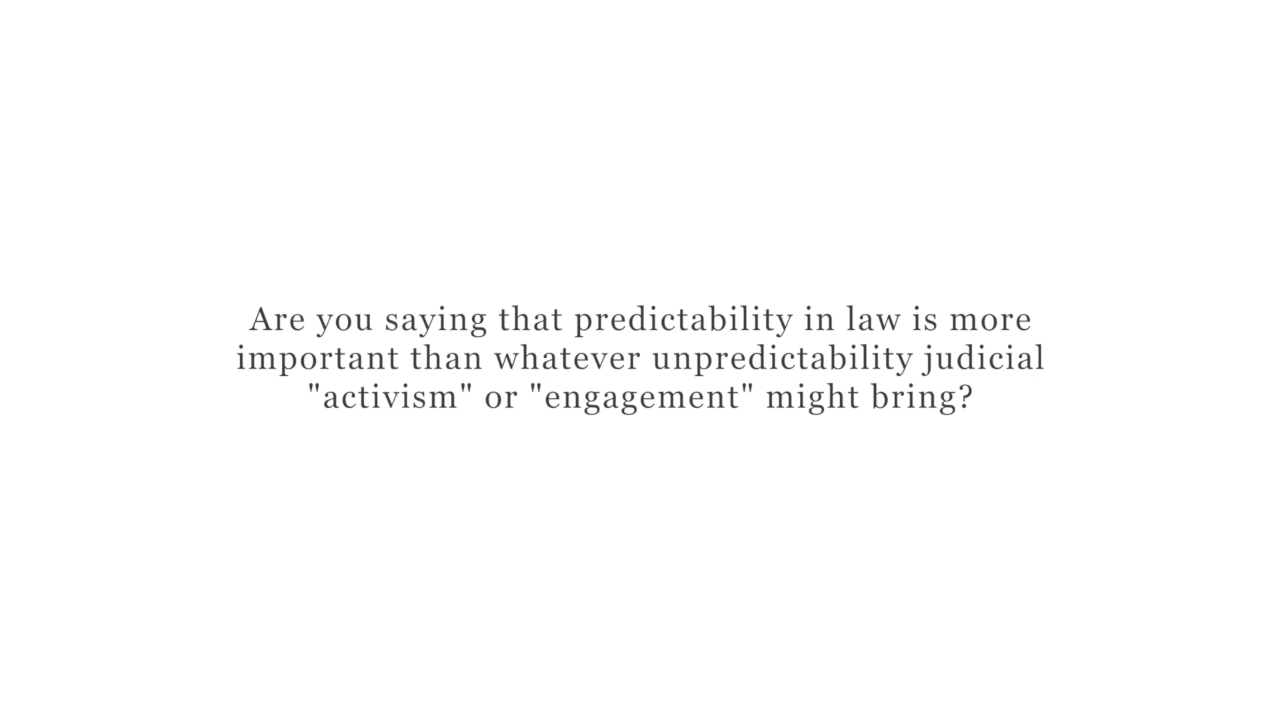 Are you saying that predictability in law is more
important than whatever unpredictability judicial
"activism" or "engagement" might bring?